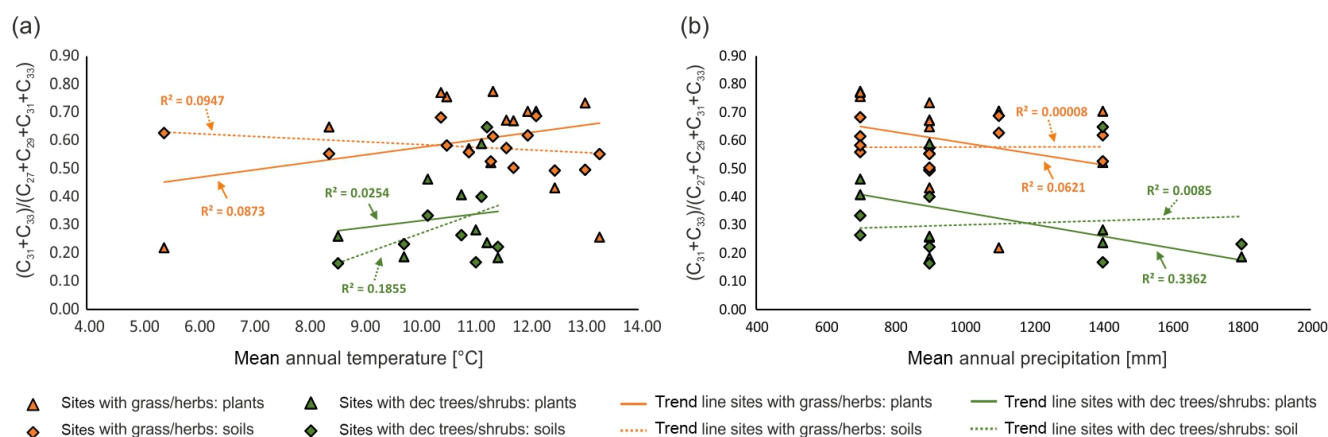 (a)
(C31+C33)/(C27+C29+C31+C33)
0.90
0.80
0.70
0.60
0.50
0.40
0.30
0.20
0.10
0.00
R² = 0.0947
R² = 0.0873
R² = 0.0254
R² = 0.1855
4.00 5.00 6.00 7.00 8.00 9.00 10.00 11.00 12.00 13.00 14.00
Mean annual temperature [°C]
(b)
(C31+C33)/(C27+C29+C31+C33)
0.90
0.80
0.70
0.60
0.50
0.40
0.30
0.20
0.10
0.00
R² = 0.00008
R² = 0.0621
R² = 0.0085
R² = 0.3362
400 600 800 1000 1200 1400 1600 1800 2000
Mean annual precipitation [mm]
Sites with grass/herbs: plants Sites with dec trees/shrubs: plants Trend line sites with grass/herbs: plants Trend line sites with dec trees/shrubs: plants
Sites with grass/herbs: soils Sites with dec trees/shrubs: soils Trend line sites with grass/herbs: soils Trend line sites with dec trees/shrubs: soil